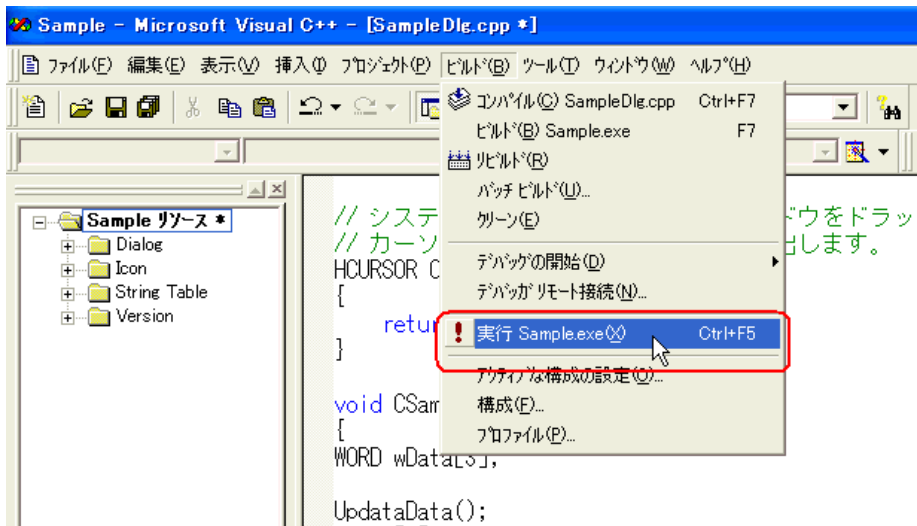 Sample - Microsoft Visual C++ - [SampleDlg.cpp *]
ファイル(F) 編集(E) 表示(V) 挿入(I) プロジェクト(P) ビルド(B) ツール(T) ウィンドウ(W) ヘルプ(H)
コンパイル(C) SampleDlg.cpp Ctrl+F7
ビルド(B) Sample.exe F7
リビルド(R)
バッチ ビルド(U)...
クリーン(E)
デバッグの開始(D)
デバッガ リモート接続(N)...
実行 Sample.exe(X) Ctrl+F5
アクティブな構成の設定(O)...
構成(F)...
プロファイル(P)...
Sample リソース *
Dialog
Icon
String Table
Version
// システ ウをドラッ
// カーソ 出します。
HCURSOR C
{
retur
}
void CSam
{
WORD wData[3],
UpdataData();